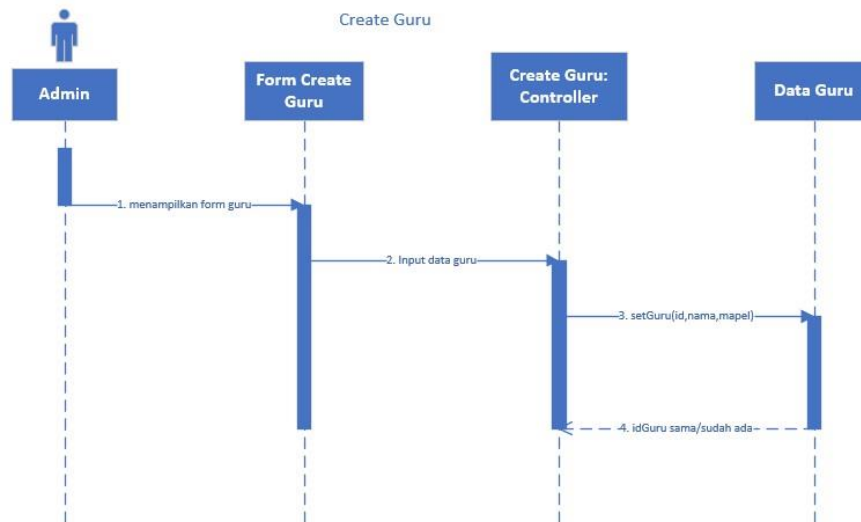 Create Guru
Admin
Form Create
Guru
Create Guru:
Controller
Data Guru
1. menampilkan form guru
2. Input data guru
3. setGuru(id,nama,mapel)
4. idGuru sama/sudah ada